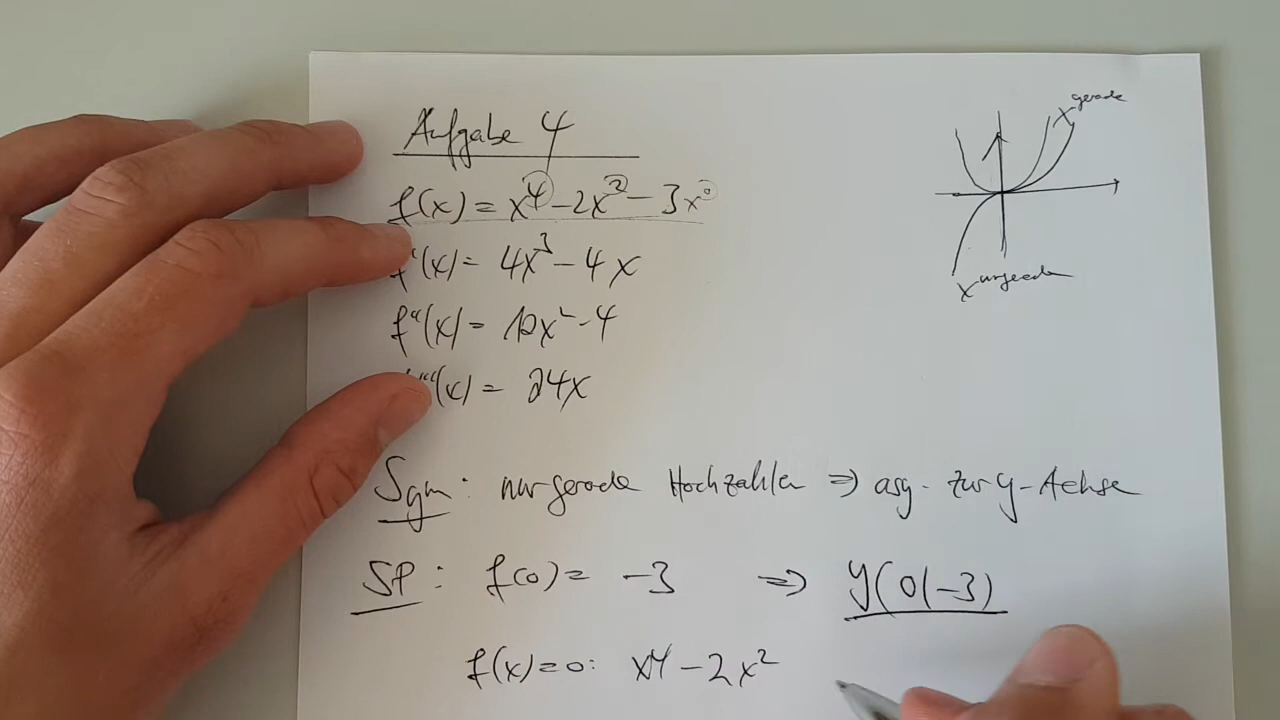 Aufgabe 4
f(x) = x⁴ - 2x² - 3x⁰
f'(x) = 4x³ - 4x
f''(x) = 12x² - 4
f'''(x) = 24x
x gerade
x ungerade
Sym: nur gerade Hochzahlen ⇒ asy. zur y-Achse
SP: f(0) = -3 ⇒ Y(0|-3)
f(x)=0: x⁴ - 2x²